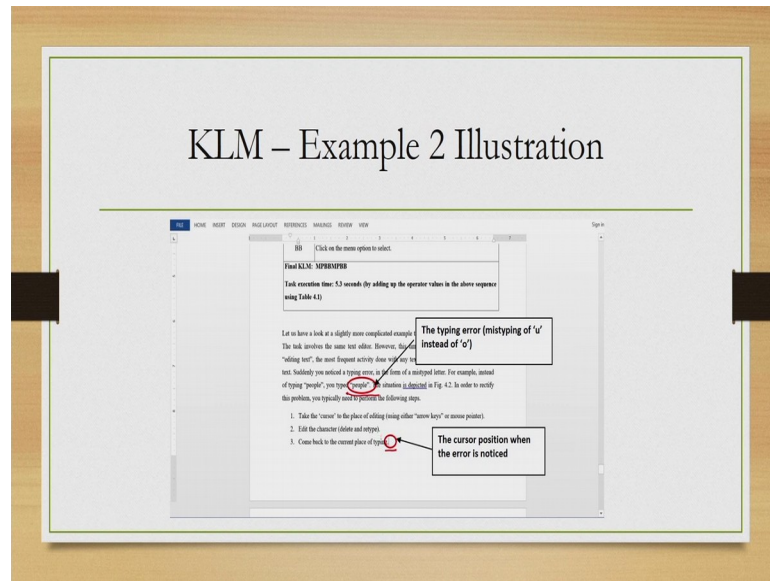 KLM – Example 2 Illustration
FILE HOME INSERT DESIGN PAGE LAYOUT REFERENCES MAILINGS REVIEW VIEW Sign in
BB Click on the menu option to select.
Final KLM: MPBBMPBB
Task execution time: 5.3 seconds (by adding up the operator values in the above sequence
using Table 4.1)
Let us have a look at a slightly more complicated example
The task involves the same text editor. However, this
"editing text", the most frequent activity done with any
text. Suddenly you noticed a typing error, in the form of a mistyped letter. For example, instead
of typing "people", you typed situation is depicted in Fig. 4.2. In order to rectify
this problem, you typically need to perform the following steps.
1. Take the 'cursor' to the place of editing (using either "arrow keys" or mouse pointer).
2. Edit the character (delete and retype).
3. Come back to the current place of
The typing error (mistyping of 'u'
instead of 'o')
The cursor position when
the error is noticed